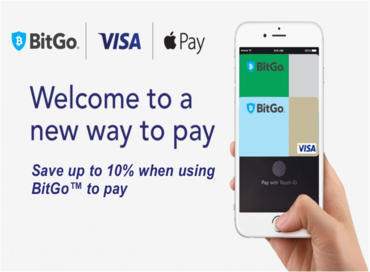 BitGo. VISA Pay
Welcome to a
new way to pay
Save up to 10% when using
BitGo™ to pay
BitGo.
BitGo.
VISA
Pay with Touch ID